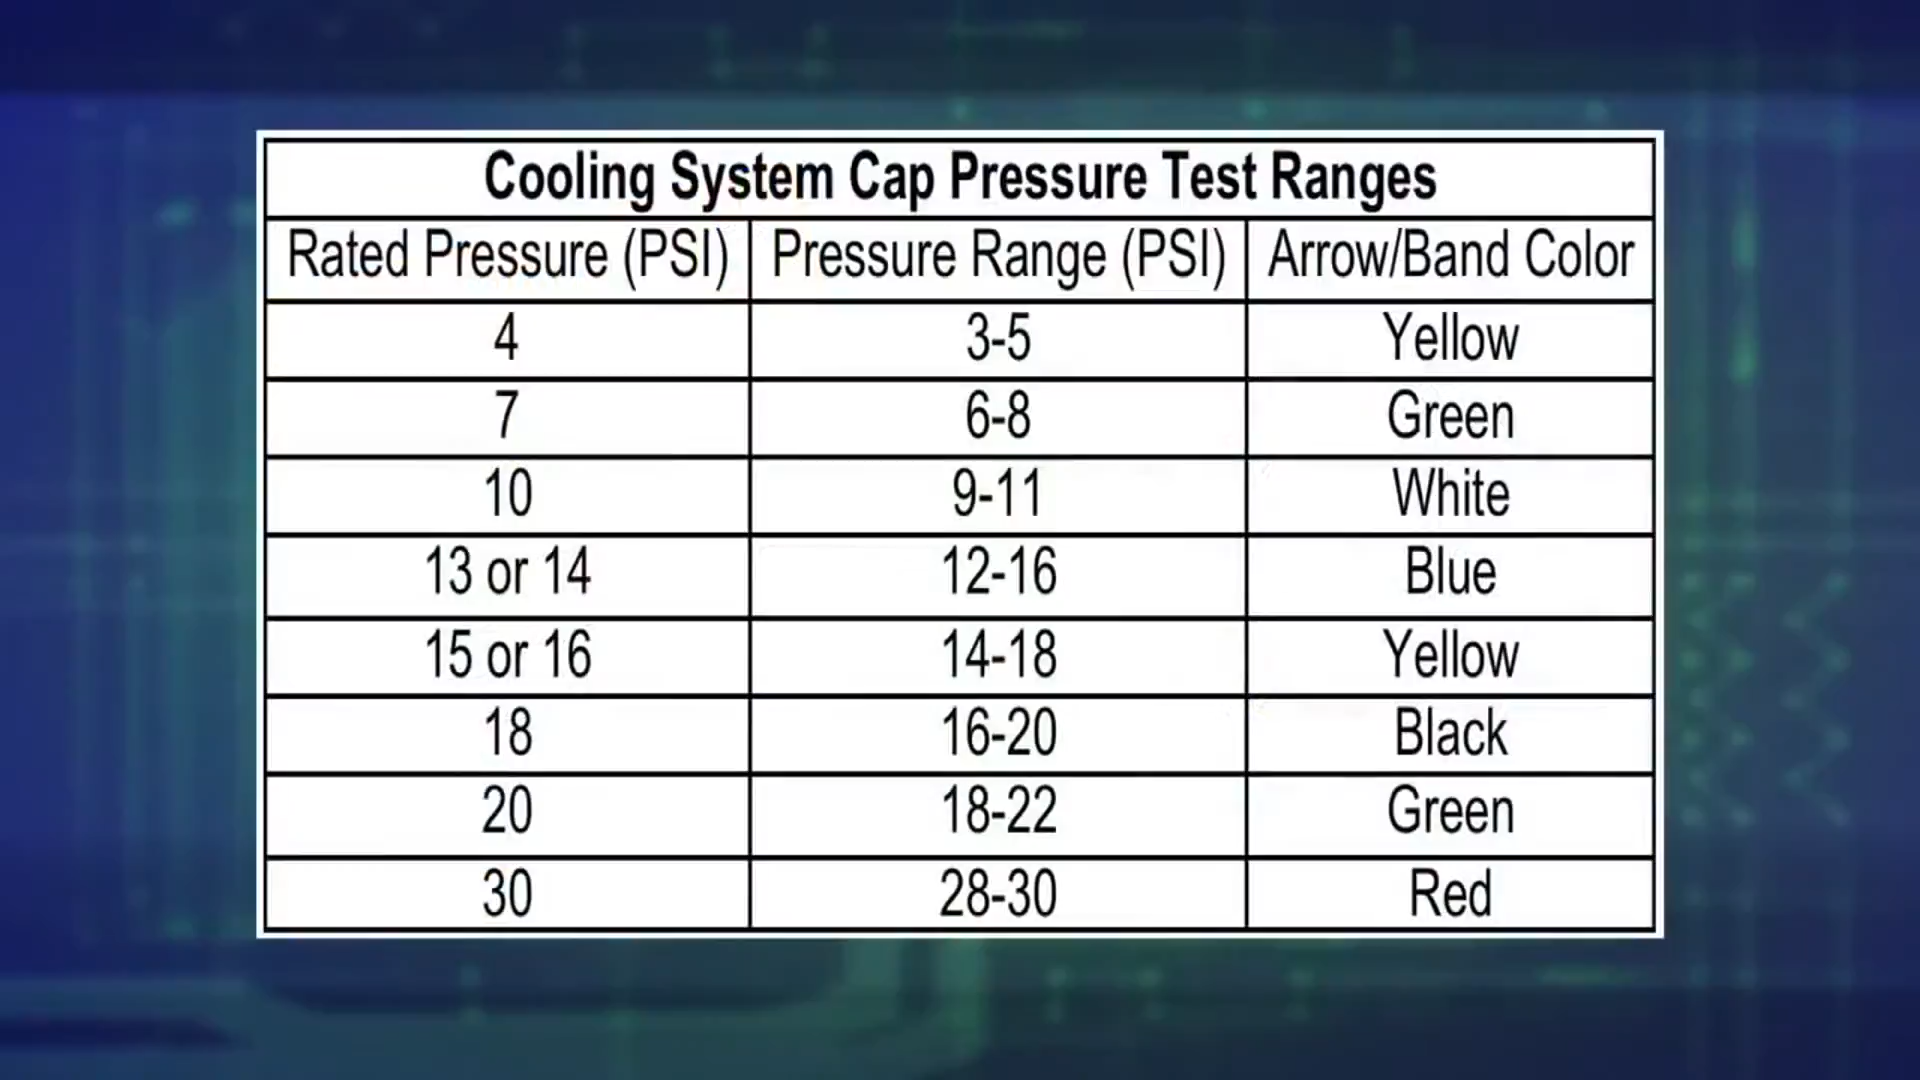 Cooling System Cap Pressure Test Ranges
Rated Pressure (PSI) Pressure Range (PSI) Arrow/Band Color
4 3-5 Yellow
7 6-8 Green
10 9-11 White
13 or 14 12-16 Blue
15 or 16 14-18 Yellow
18 16-20 Black
20 18-22 Green
30 28-30 Red